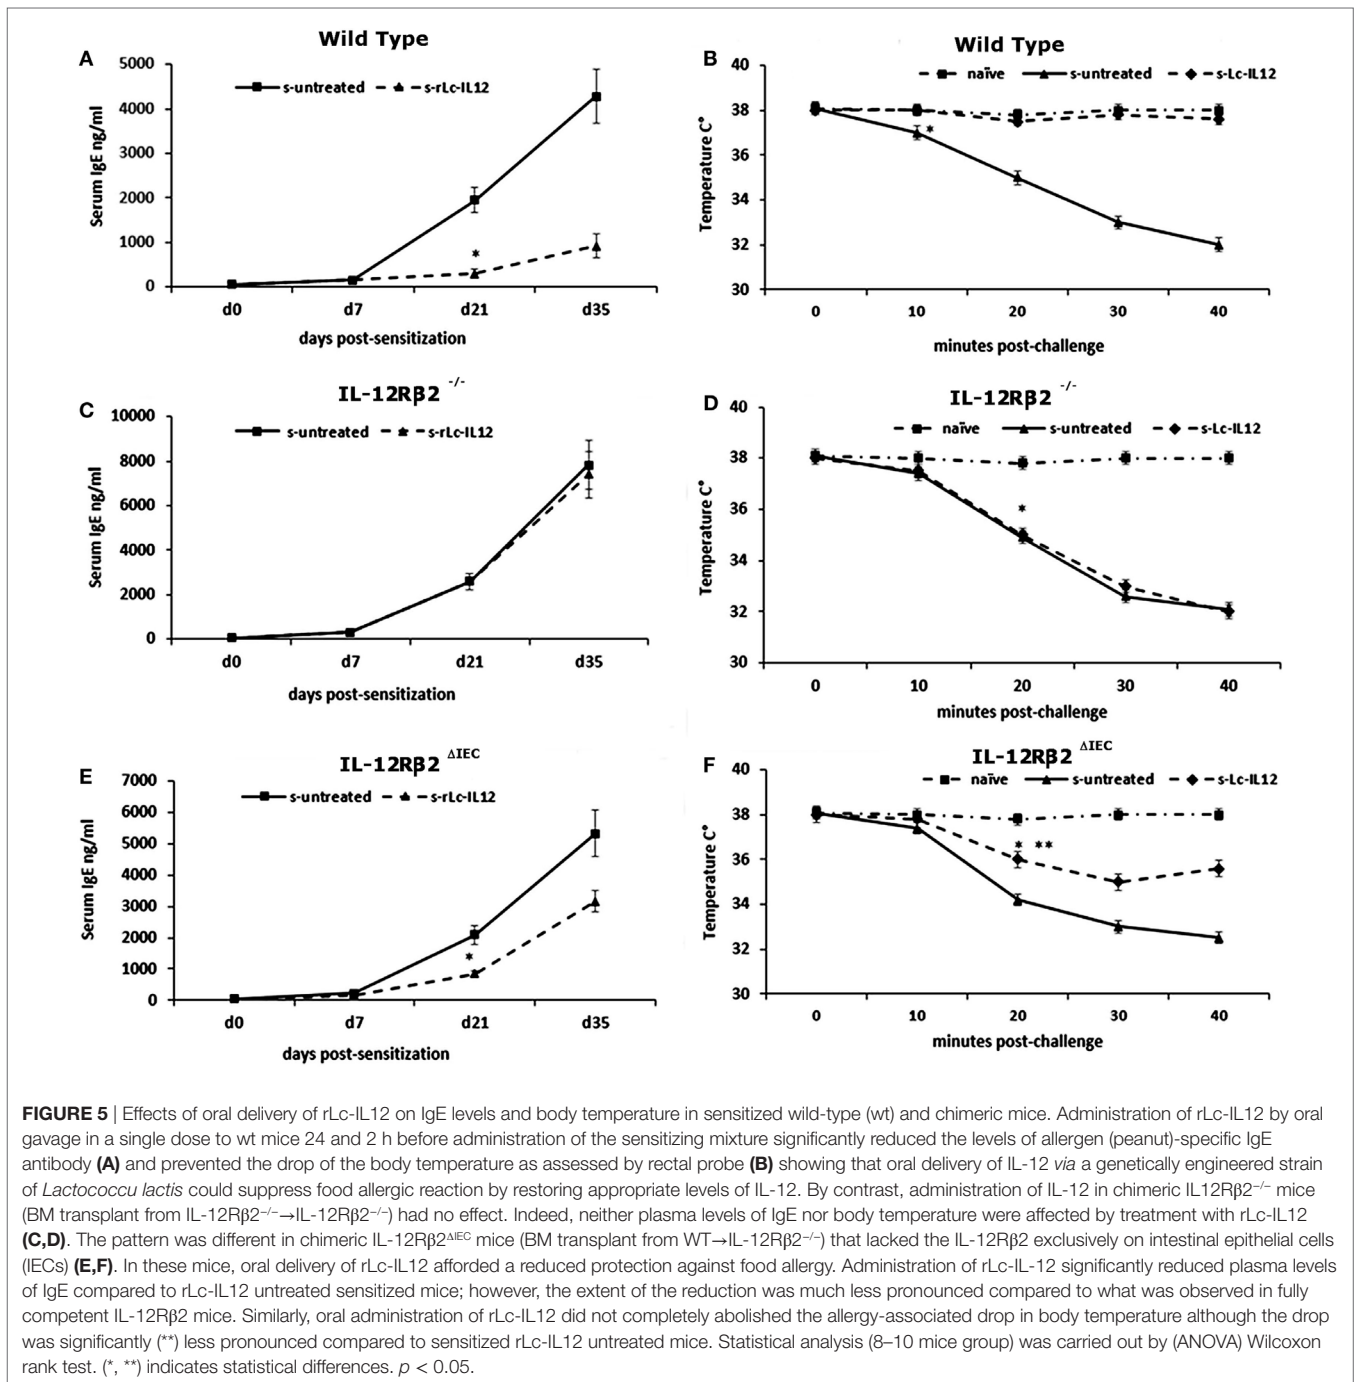 A
Wild Type
5000
4000
3000
2000
1000
0
Serum IgE ng/ml
s-untreated
s-rLc-IL12
*
d0 d7 d21 d35
days post-sensitization
B
Wild Type
40
38
36
34
32
30
Temperature C°
naïve
s-untreated
s-Lc-IL12
*
0 10 20 30 40
minutes post-challenge
C
IL-12Rβ2 -/-
10000
8000
6000
4000
2000
0
Serum IgE ng/ml
s-untreated
s-rLc-IL12
d0 d7 d21 d35
days post-sensitization
D
IL-12Rβ2 -/-
40
38
36
34
32
30
Temperature C°
naïve
s-untreated
s-Lc-IL12
*
0 10 20 30 40
minutes post-challenge
E
IL-12Rβ2 ΔIEC
7000
6000
5000
4000
3000
2000
1000
0
Serum IgE ng/ml
s-untreated
s-rLc-IL12
*
d0 d7 d21 d35
days post-sensitization
F
IL-12Rβ2 ΔIEC
40
38
36
34
32
30
Temperature C°
naïve
s-untreated
s-Lc-IL12
* **
0 10 20 30 40
minutes post-challenge
FIGURE 5 | Effects of oral delivery of rLc-IL12 on IgE levels and body temperature in sensitized wild-type (wt) and chimeric mice. Administration of rLc-IL12 by oral
gavage in a single dose to wt mice 24 and 2 h before administration of the sensitizing mixture significantly reduced the levels of allergen (peanut)-specific IgE
antibody (A) and prevented the drop of the body temperature as assessed by rectal probe (B) showing that oral delivery of IL-12 via a genetically engineered strain
of Lactococcu lactis could suppress food allergic reaction by restoring appropriate levels of IL-12. By contrast, administration of IL-12 in chimeric IL12Rβ2−/− mice
(BM transplant from IL-12Rβ2−/−→IL-12Rβ2−/−) had no effect. Indeed, neither plasma levels of IgE nor body temperature were affected by treatment with rLc-IL12
(C,D). The pattern was different in chimeric IL-12Rβ2ΔIEC mice (BM transplant from WT→IL-12Rβ2−/−) that lacked the IL-12Rβ2 exclusively on intestinal epithelial cells
(IECs) (E,F). In these mice, oral delivery of rLc-IL12 afforded a reduced protection against food allergy. Administration of rLc-IL-12 significantly reduced plasma levels
of IgE compared to rLc-IL12 untreated sensitized mice; however, the extent of the reduction was much less pronounced compared to what was observed in fully
competent IL-12Rβ2 mice. Similarly, oral administration of rLc-IL12 did not completely abolished the allergy-associated drop in body temperature although the drop
was significantly (**) less pronounced compared to sensitized rLc-IL12 untreated mice. Statistical analysis (8–10 mice group) was carried out by (ANOVA) Wilcoxon
rank test. (*, **) indicates statistical differences. p < 0.05.